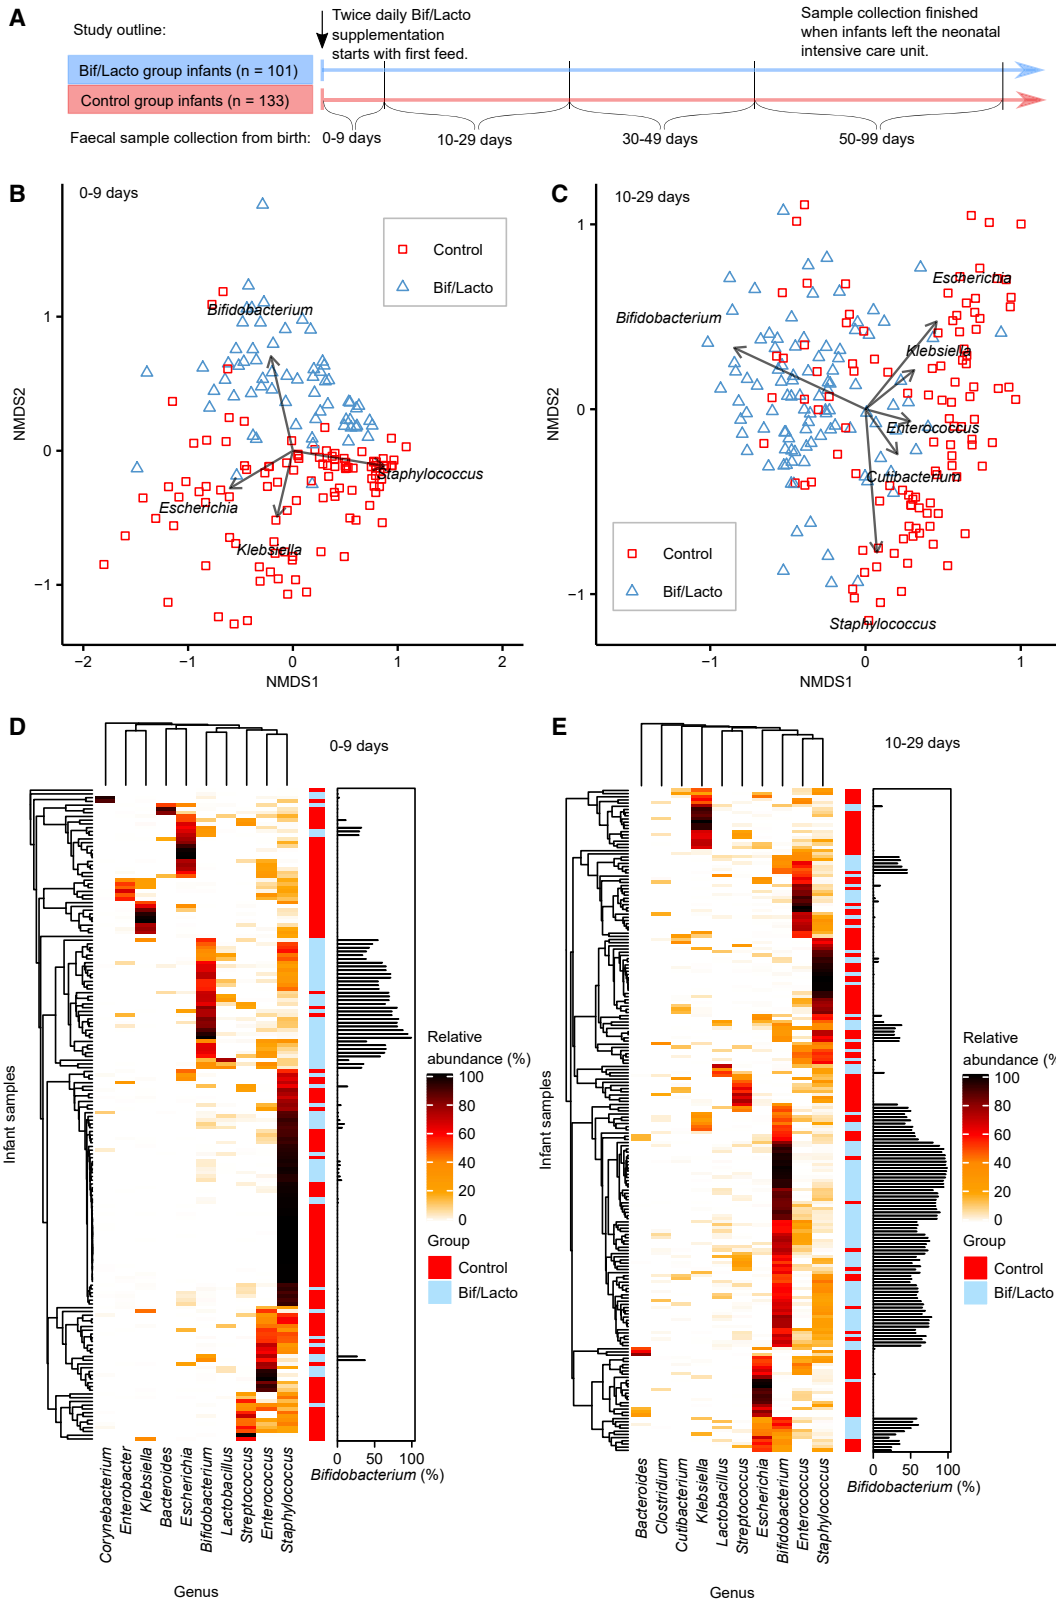 A
Study outline:
Twice daily Bif/Lacto
supplementation
starts with first feed.
Sample collection finished
when infants left the neonatal
intensive care unit.
Bif/Lacto group infants (n = 101)
Control group infants (n = 133)
Faecal sample collection from birth:
0-9 days
10-29 days
30-49 days
50-99 days
B
0-9 days
Control
Bif/Lacto
Bifidobacterium
Staphylococcus
Escherichia
Klebsiella
NMDS2
1
0
−1
−2
−1
0
1
2
NMDS1
C
10-29 days
Escherichia
Bifidobacterium
Klebsiella
Enterococcus
Cutibacterium
Staphylococcus
Control
Bif/Lacto
NMDS2
1
0
−1
−1
0
1
NMDS1
D
0-9 days
Infant samples
Relative
abundance (%)
100
80
60
40
20
0
Group
Control
Bif/Lacto
0
50
100
Bifidobacterium (%)
Corynebacterium
Enterobacter
Klebsiella
Bacteroides
Escherichia
Bifidobacterium
Lactobacillus
Streptococcus
Enterococcus
Staphylococcus
Genus
E
10-29 days
Infant samples
Relative
abundance (%
100
80
60
40
20
0
Group
Control
Bif/Lacto
0
50
100
Bifidobacterium (%)
Bacteroides
Clostridium
Cutibacterium
Klebsiella
Lactobacillus
Streptococcus
Escherichia
Bifidobacterium
Enterococcus
Staphylococcus
Genus